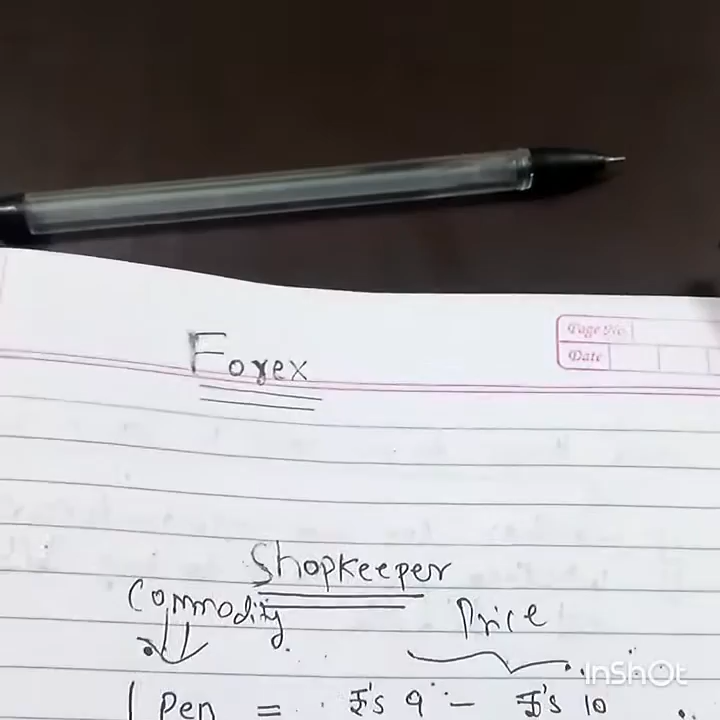 Forex
Page No.
Date
Shopkeeper
Commodity
Price
InShOt
1 Pen = ₹'s 9 - ₹'s 10